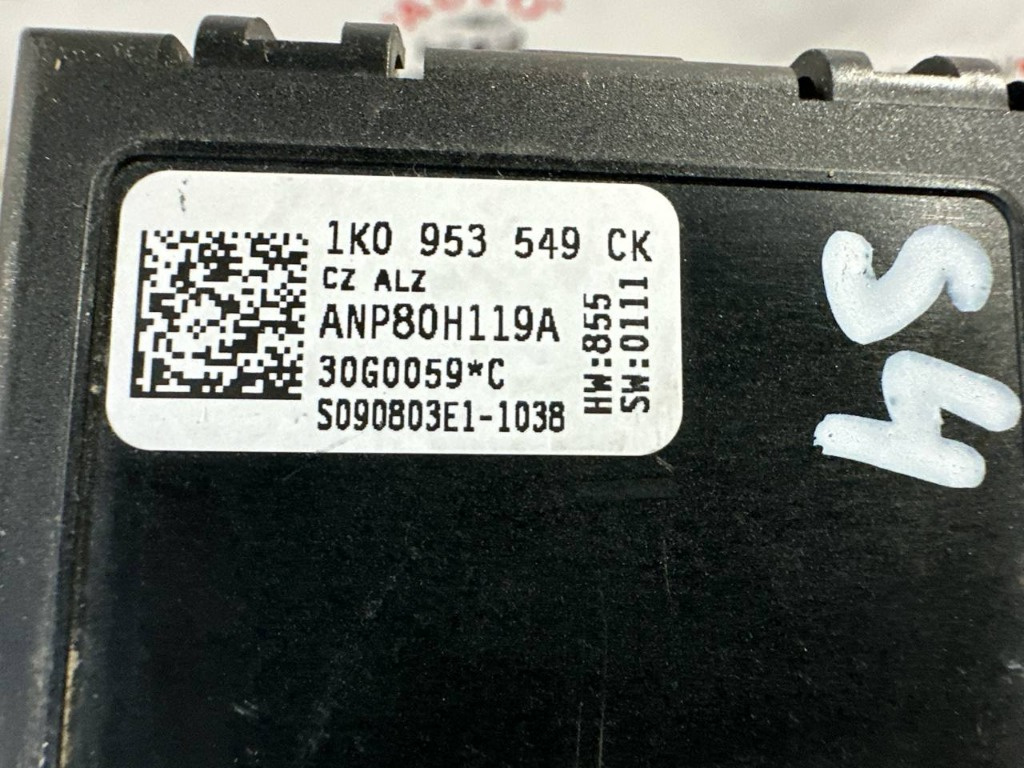 1K0 953 549 CK
CZ ALZ
ANP80H119A
30G0059*C
S090803E1-1038
HW:855
SW:0111
54